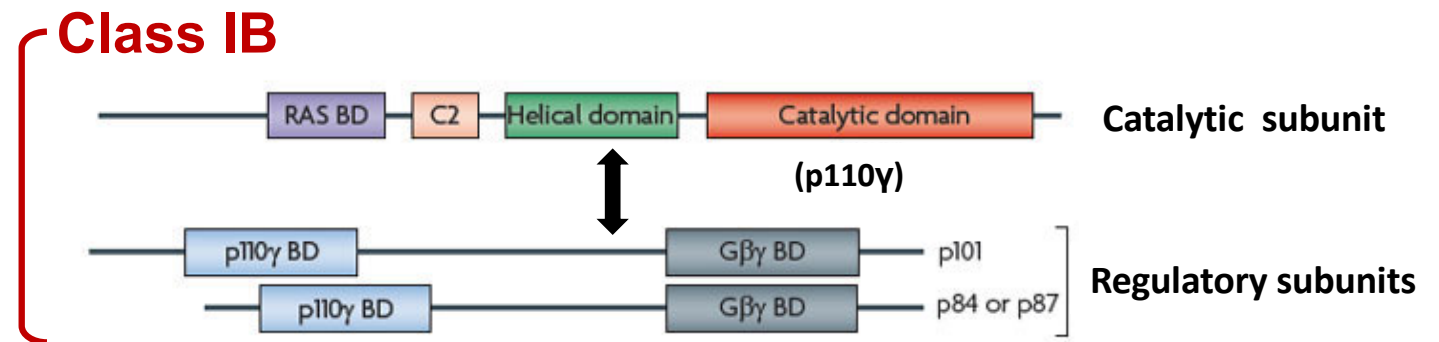 Class IB
RAS BD C2 Helical domain Catalytic domain Catalytic subunit
(p110γ)
p110γ BD Gβγ BD p101
p110γ BD Gβγ BD p84 or p87
Regulatory subunits